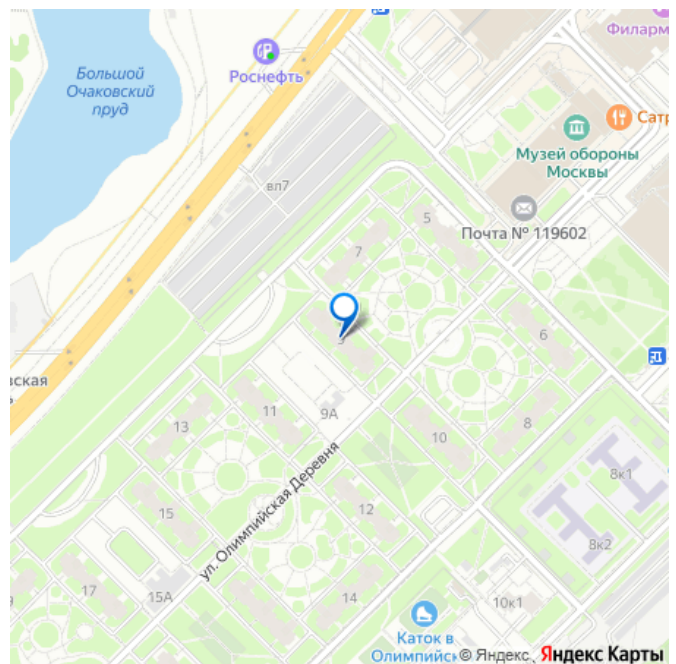 Филарм
Роснефть
Большой
Очаковский
пруд
Сатр
Музей обороны
Москвы
вл7
5
Почта № 119602
7
6
3
ская
11
9А
13
8
10
8к1
ул. Олимпийская Деревня
15
12
8к2
17
15А
14
10к1
Каток в
Олимпийск
© Яндекс
Яндекс Карты